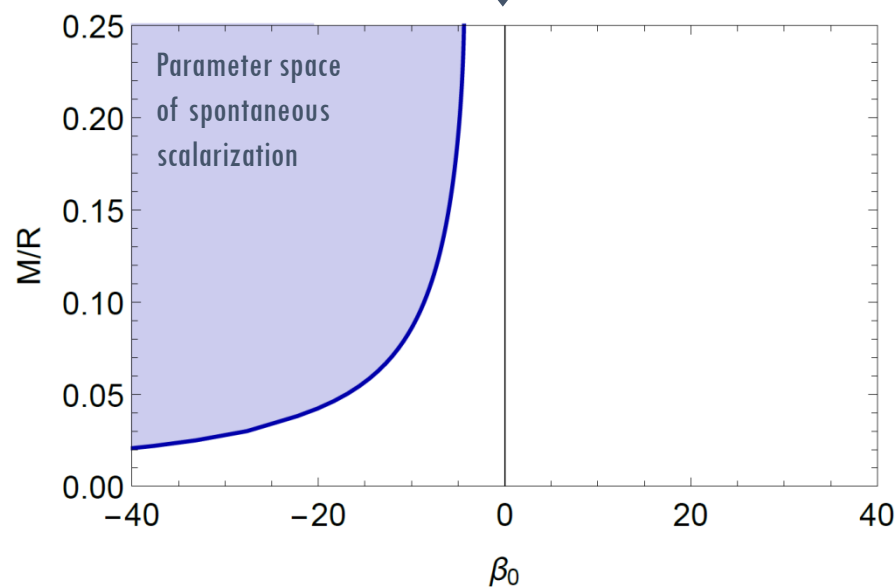 0.25
Parameter space
of spontaneous
scalarization
0.20
0.15
M/R
0.10
0.05
0.00
−40 −20 0 20 40
β₀